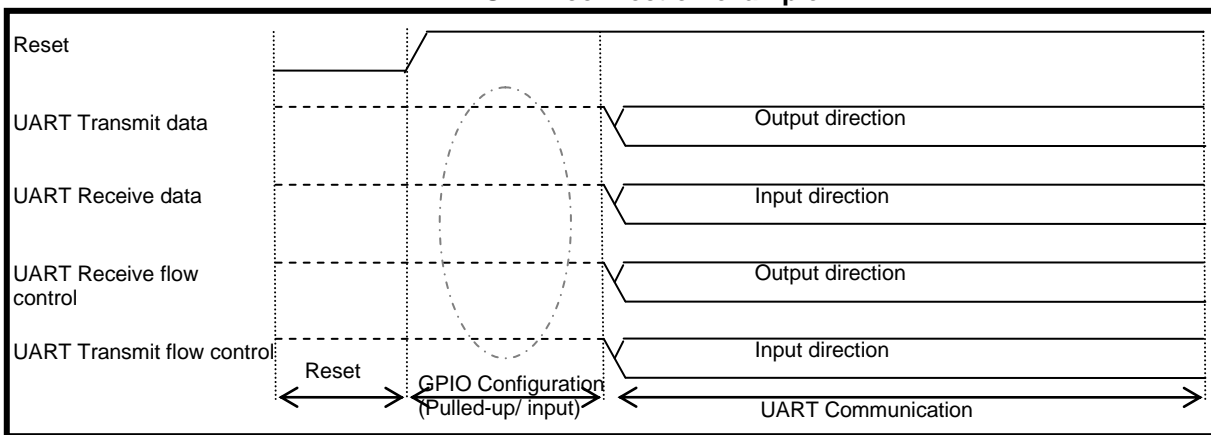 Reset
UART Transmit data
Output direction
UART Receive data
Input direction
UART Receive flow
control
Output direction
UART Transmit flow control
Input direction
Reset
GPIO Configuration
(Pulled-up/ input)
UART Communication